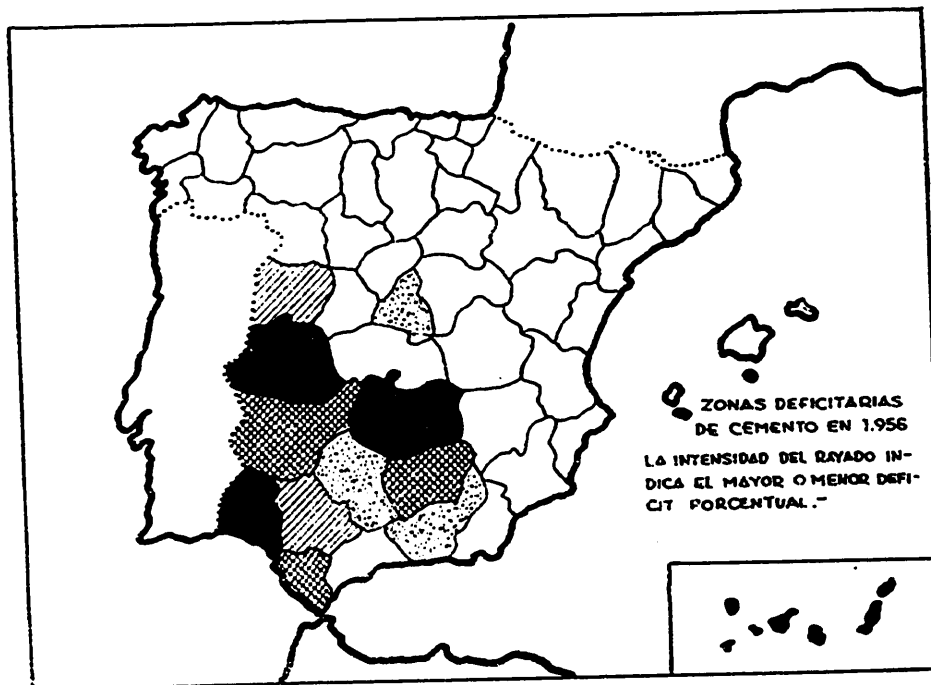 ZONAS DEFICITARIAS
DE CEMENTO EN 1.956
LA INTENSIDAD DEL RAYADO IN-
DICA EL MAYOR O MENOR DEFI-
CIT PORCENTUAL.-